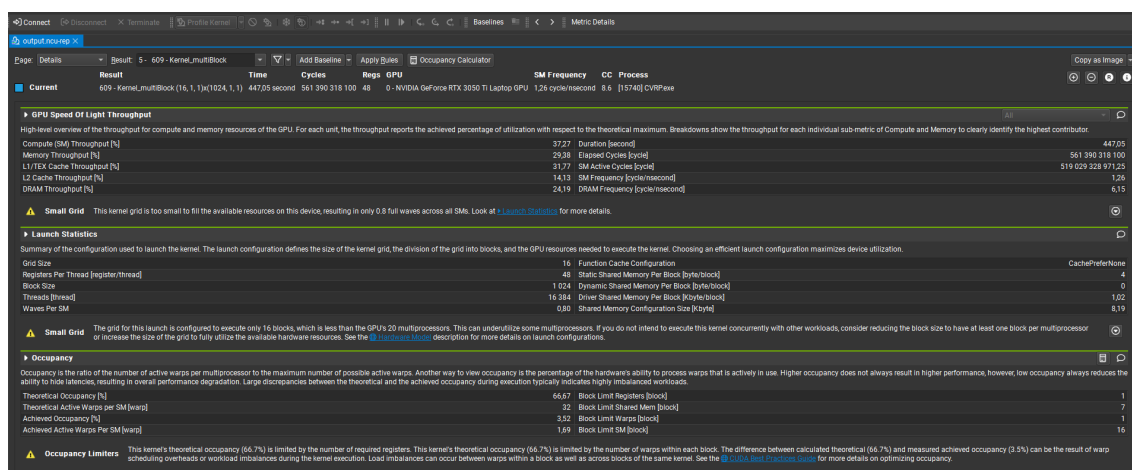 Connect Disconnect Terminate Profile Kernel Baselines Metric Details
output.ncu-rep
Page: Details Result: 5 - 609 - Kernel_multiBlock Add Baseline Apply Rules Occupancy Calculator Copy as Image
Result Time Cycles Regs GPU SM Frequency CC Process
Current 609 - Kernel_multiBlock (16, 1, 1)x(1024, 1, 1) 447,05 second 561 390 318 100 48 0 - NVIDIA GeForce RTX 3050 Ti Laptop GPU 1,26 cycle/nsecond 8.6 [15740] CVRP.exe
GPU Speed Of Light Throughput All
High-level overview of the throughput for compute and memory resources of the GPU. For each unit, the throughput reports the achieved percentage of utilization with respect to the theoretical maximum. Breakdowns show the throughput for each individual sub-metric of Compute and Memory to clearly identify the highest contributor.
Compute (SM) Throughput [%] 37,27 Duration [second] 447,05
Memory Throughput [%] 29,38 Elapsed Cycles [cycle] 561 390 318 100
L1/TEX Cache Throughput [%] 31,77 SM Active Cycles [cycle] 519 029 328 971,25
L2 Cache Throughput [%] 14,13 SM Frequency [cycle/nsecond] 1,26
DRAM Throughput [%] 24,19 DRAM Frequency [cycle/nsecond] 6,15
Small Grid This kernel grid is too small to fill the available resources on this device, resulting in only 0.8 full waves across all SMs. Look at Launch Statistics for more details.
Launch Statistics
Summary of the configuration used to launch the kernel. The launch configuration defines the size of the kernel grid, the division of the grid into blocks, and the GPU resources needed to execute the kernel. Choosing an efficient launch configuration maximizes device utilization.
Grid Size 16 Function Cache Configuration CachePreferNone
Registers Per Thread [register/thread] 48 Static Shared Memory Per Block [byte/block] 4
Block Size 1 024 Dynamic Shared Memory Per Block [byte/block] 0
Threads [thread] 16 384 Driver Shared Memory Per Block [Kbyte/block] 1,02
Waves Per SM 0,80 Shared Memory Configuration Size [Kbyte] 8,19
Small Grid The grid for this launch is configured to execute only 16 blocks, which is less than the GPU's 20 multiprocessors. This can underutilize some multiprocessors. If you do not intend to execute this kernel concurrently with other workloads, consider reducing the block size to have at least one block per multiprocessor
or increase the size of the grid to fully utilize the available hardware resources. See the Hardware Model description for more details on launch configurations.
Occupancy
Occupancy is the ratio of the number of active warps per multiprocessor to the maximum number of possible active warps. Another way to view occupancy is the percentage of the hardware's ability to process warps that is actively in use. Higher occupancy does not always result in higher performance, however, low occupancy always reduces the
ability to hide latencies, resulting in overall performance degradation. Large discrepancies between the theoretical and the achieved occupancy during execution typically indicates highly imbalanced workloads.
Theoretical Occupancy [%] 66,67 Block Limit Registers [block] 1
Theoretical Active Warps per SM [warp] 32 Block Limit Shared Mem [block] 7
Achieved Occupancy [%] 3,52 Block Limit Warps [block] 1
Achieved Active Warps Per SM [warp] 1,69 Block Limit SM [block] 16
Occupancy Limiters This kernel's theoretical occupancy (66.7%) is limited by the number of required registers. This kernel's theoretical occupancy (66.7%) is limited by the number of warps within each block. The difference between calculated theoretical (66.7%) and measured achieved occupancy (3.5%) can be the result of warp
scheduling overheads or workload imbalances during the kernel execution. Load imbalances can occur between warps within a block as well as across blocks of the same kernel. See the CUDA Best Practices Guide for more details on optimizing occupancy.